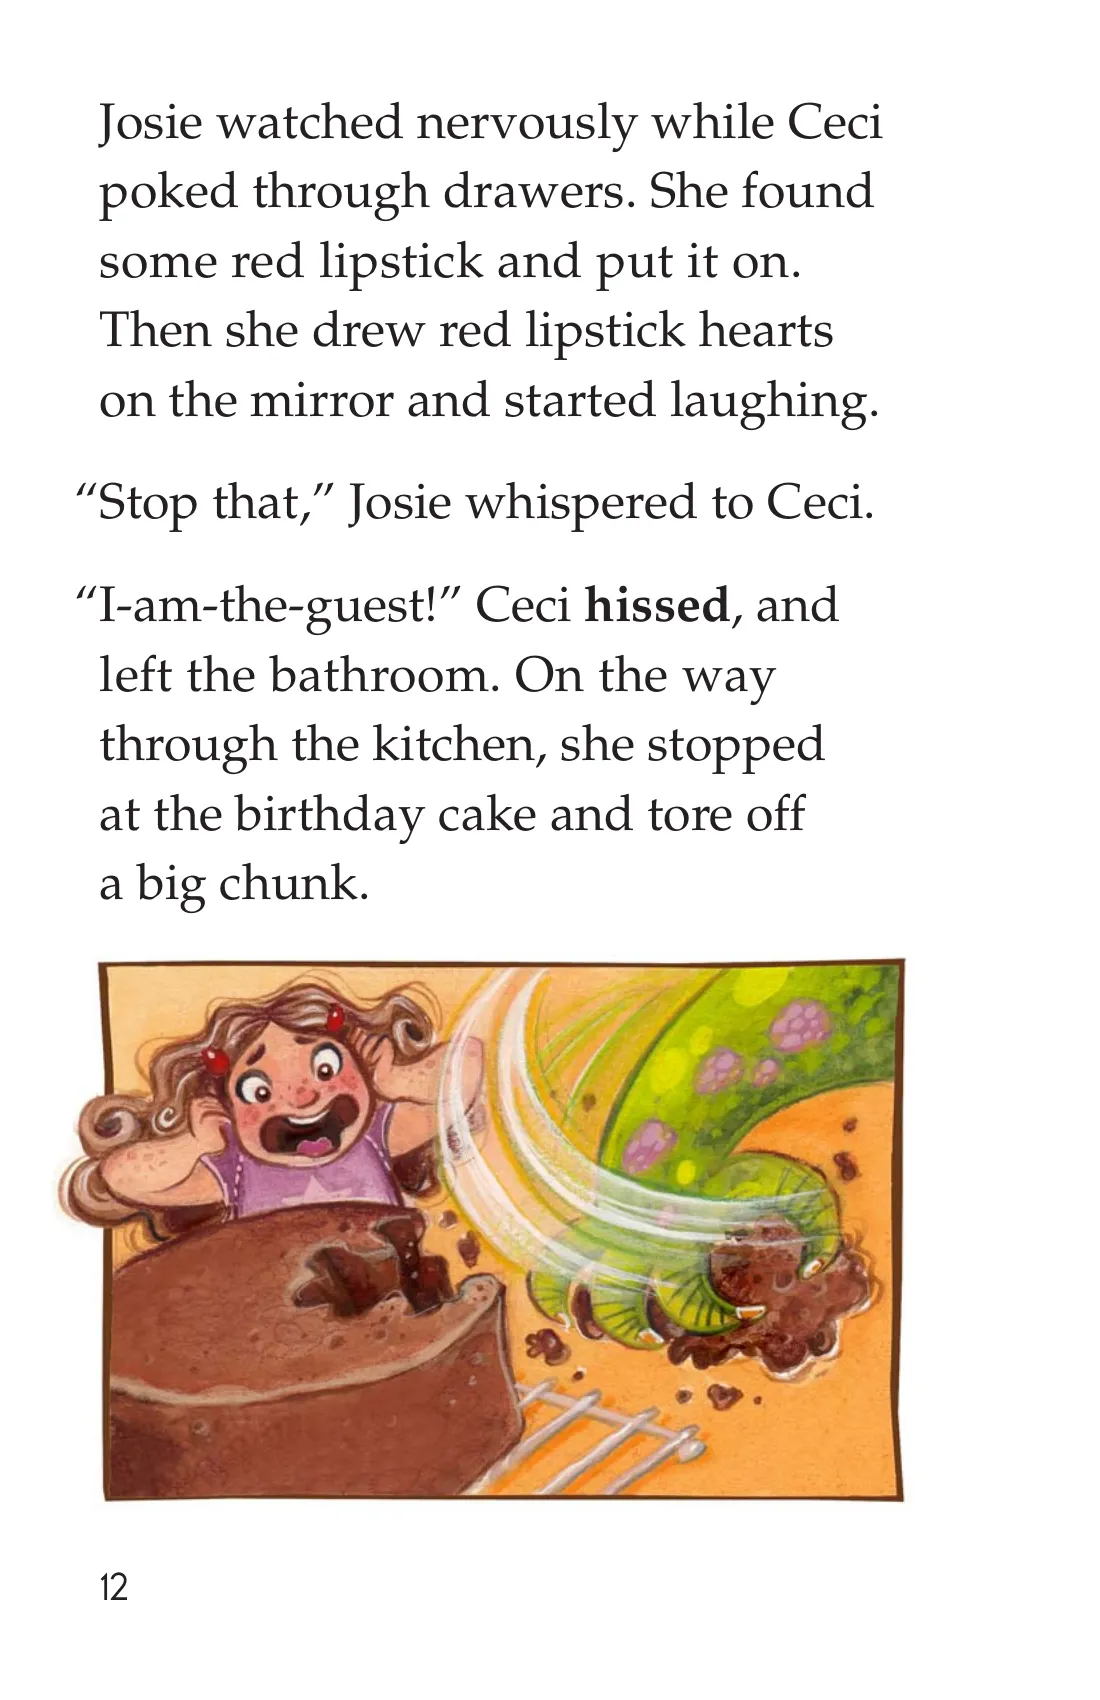 Josie watched nervously while Ceci
poked through drawers. She found
some red lipstick and put it on.
Then she drew red lipstick hearts
on the mirror and started laughing.
“Stop that,” Josie whispered to Ceci.
“I-am-the-guest!” Ceci hissed, and
left the bathroom. On the way
through the kitchen, she stopped
at the birthday cake and tore off
a big chunk.
12